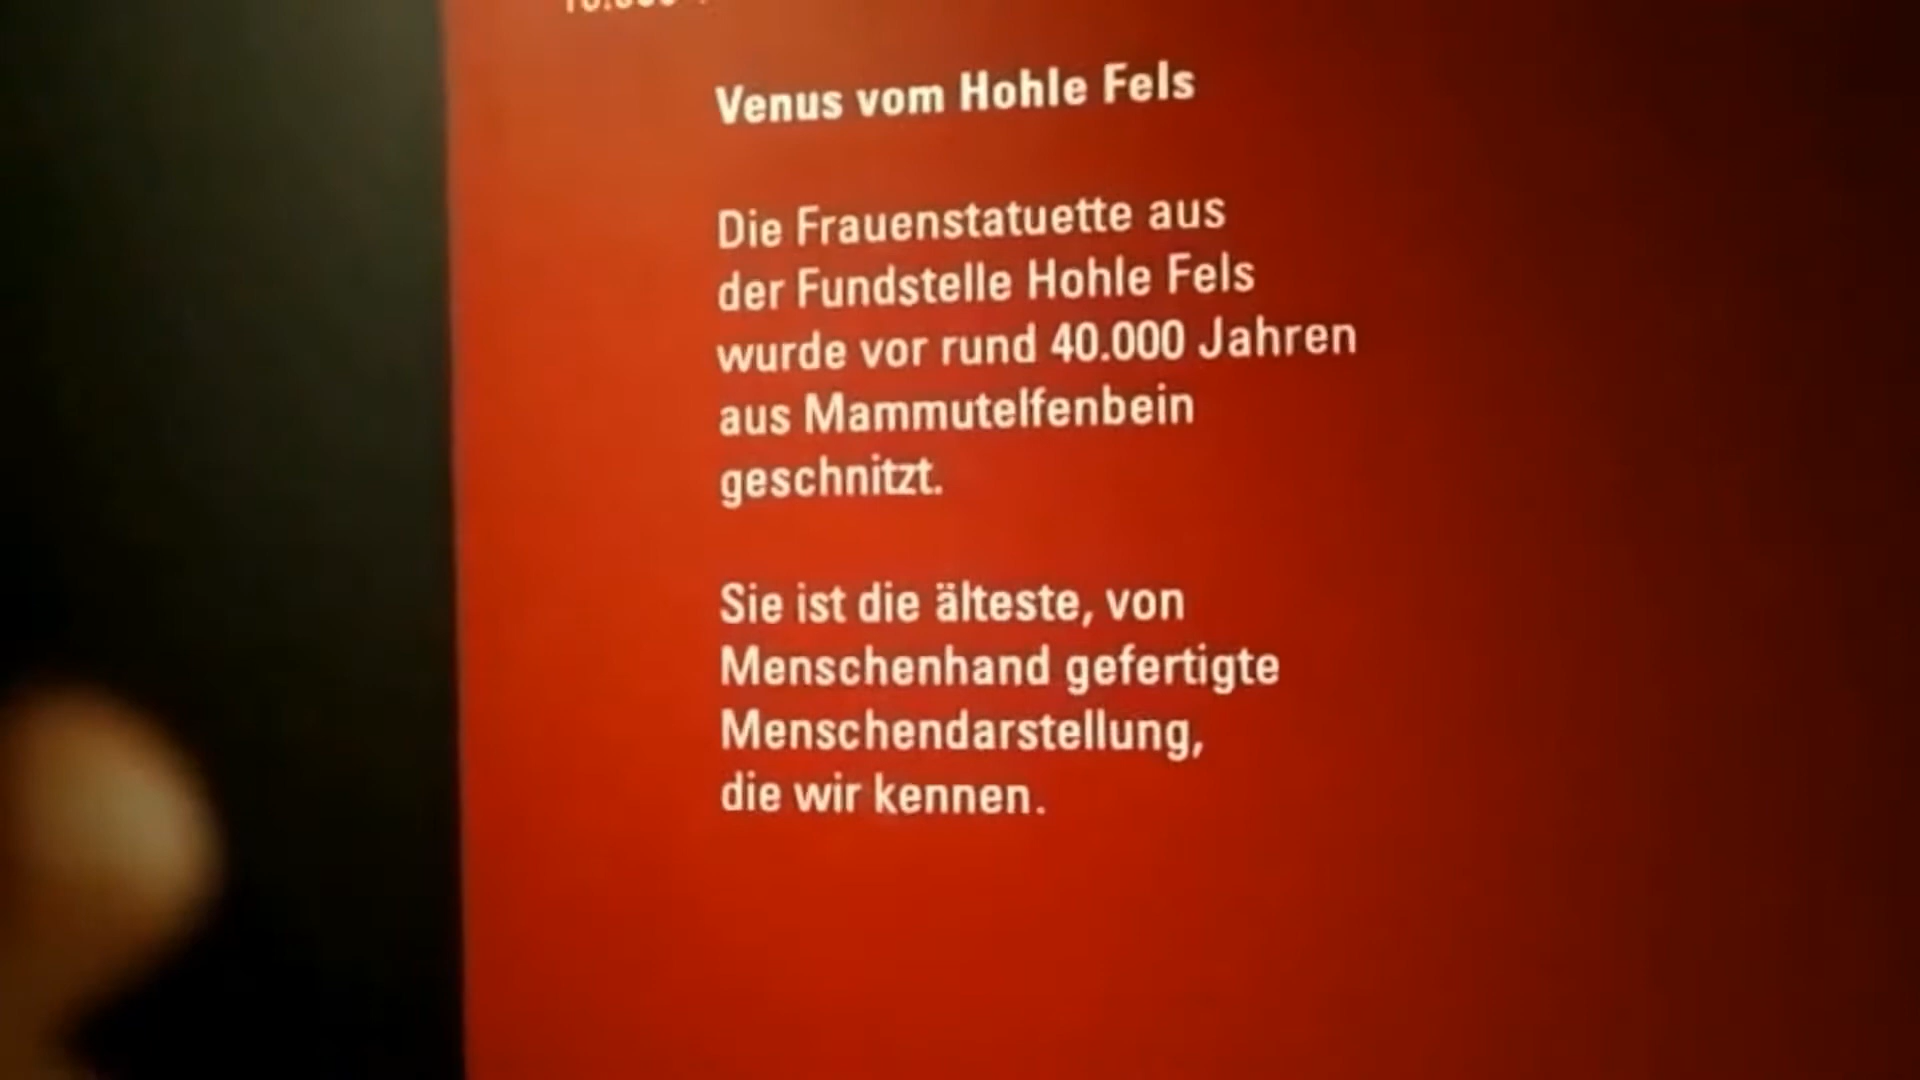 Venus vom Hohle Fels
Die Frauenstatuette aus
der Fundstelle Hohle Fels
wurde vor rund 40.000 Jahren
aus Mammutelfenbein
geschnitzt.
Sie ist die älteste, von
Menschenhand gefertigte
Menschendarstellung,
die wir kennen.